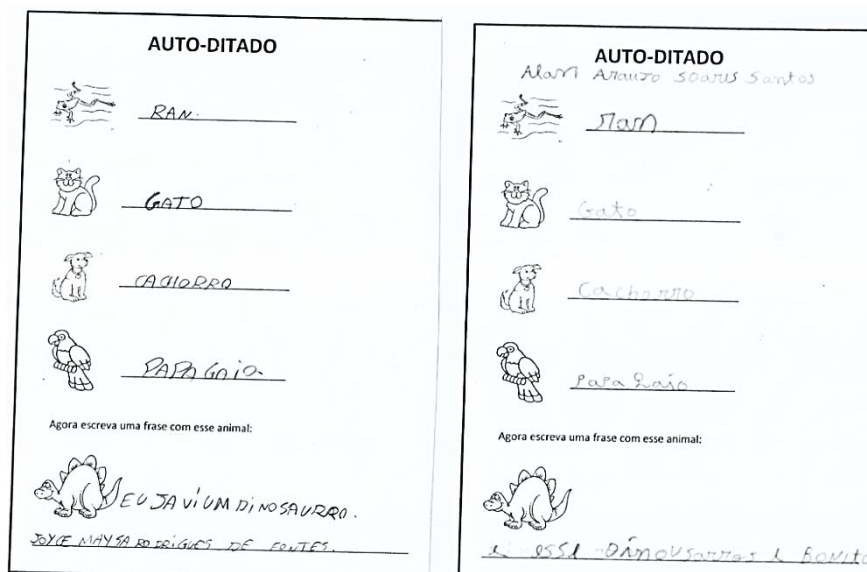 AUTO-DITADO
RAN.
GATO
CACHORRO
PAPAGAIO.
Agora escreva uma frase com esse animal:
EU JA VI UM DINOSAURRO.
JOYCE MAYSA RODRIGUES DE FONTES.
AUTO-DITADO
Alan Araujo Soares Santos
ran
Gato
Cachorro
Papagaio
Agora escreva uma frase com esse animal:
esse Bonito